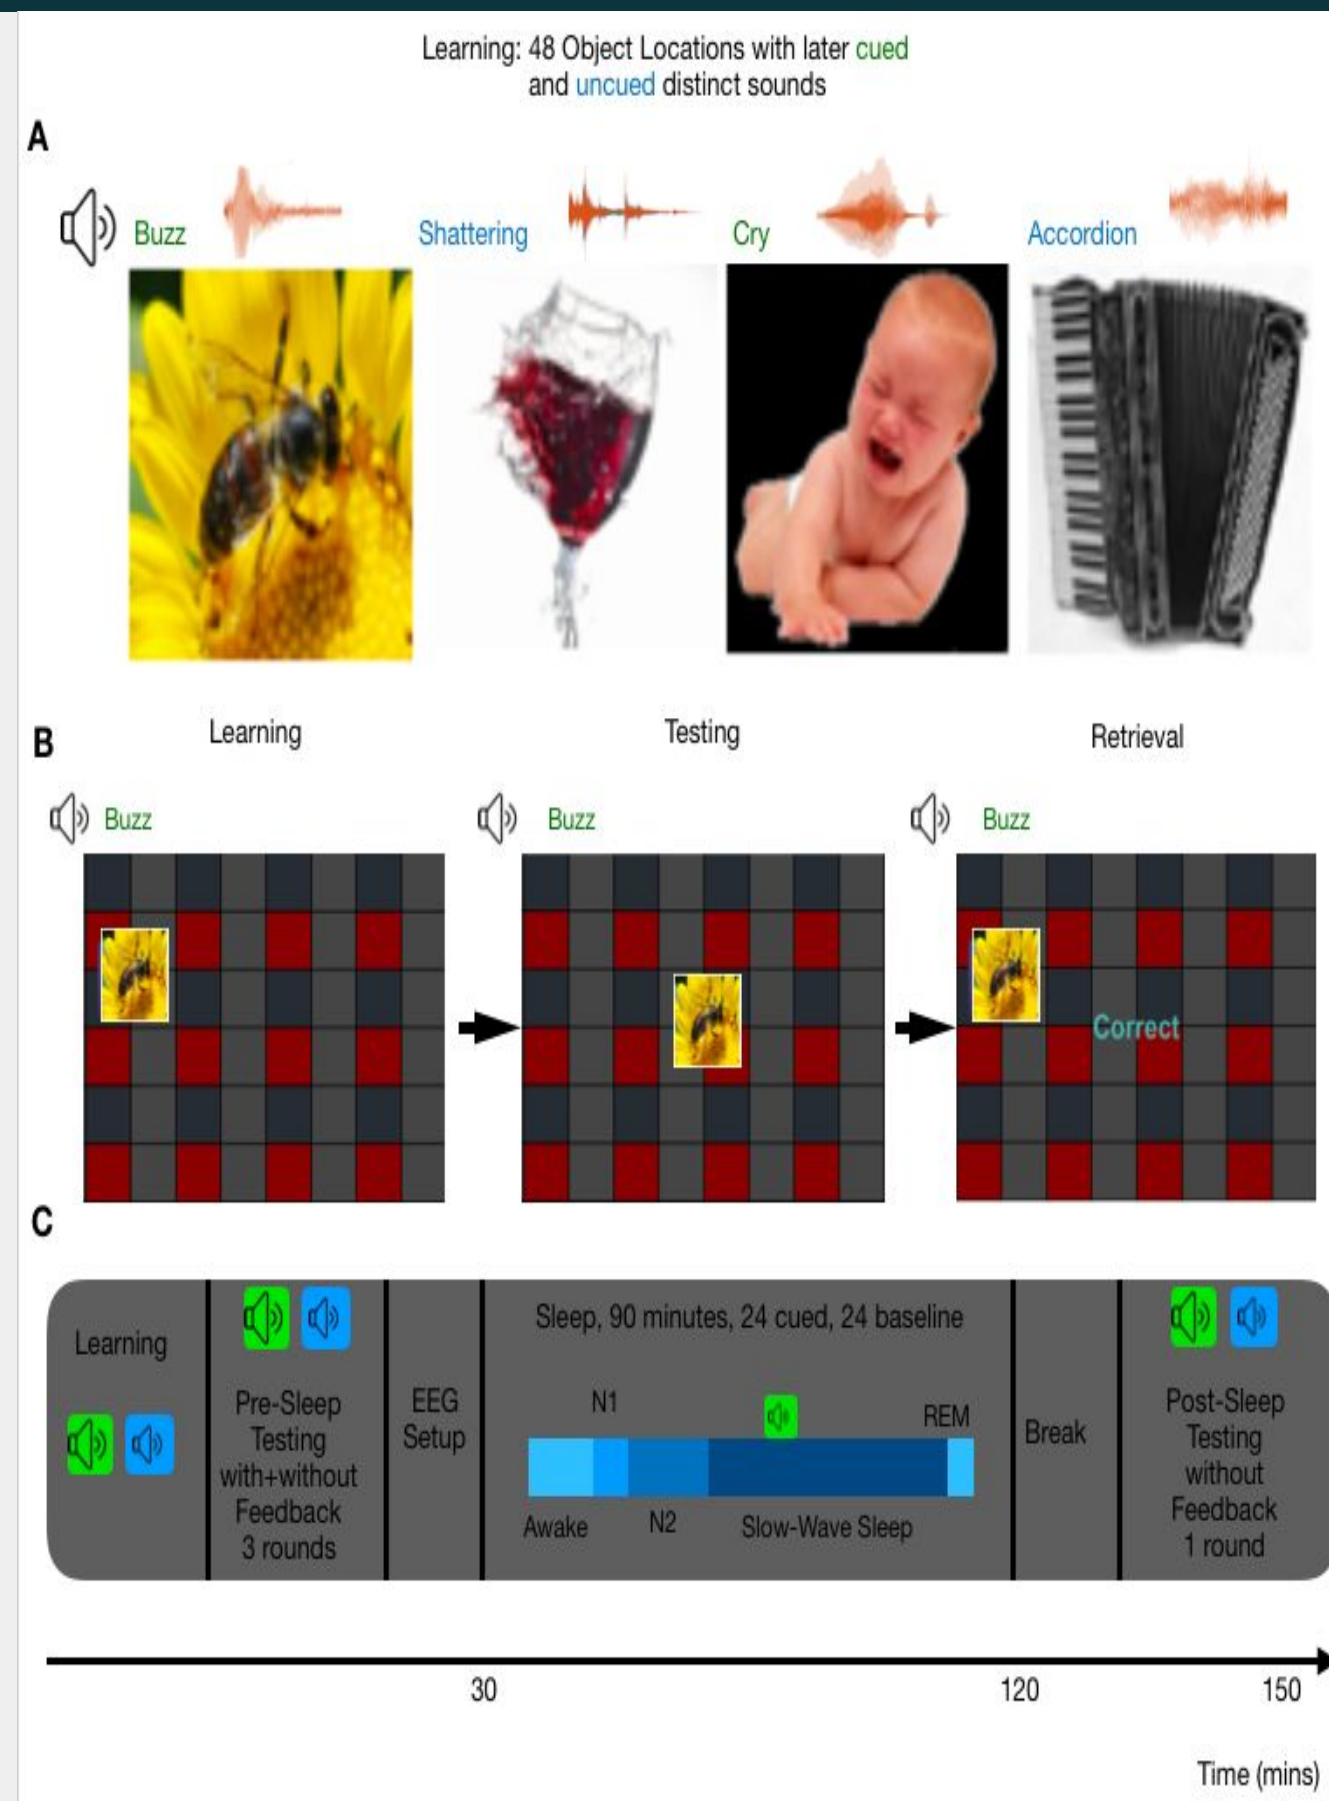 Learning: 48 Object Locations with later cued
and uncued distinct sounds
A
Buzz
Shattering
Cry
Accordion
B
Learning
Testing
Retrieval
Buzz
Buzz
Buzz
Correct
C
Learning
Pre-Sleep
Testing
with+without
Feedback
3 rounds
EEG
Setup
Sleep, 90 minutes, 24 cued, 24 baseline
N1
REM
Awake
N2
Slow-Wave Sleep
Break
Post-Sleep
Testing
without
Feedback
1 round
30
120
150
Time (mins)